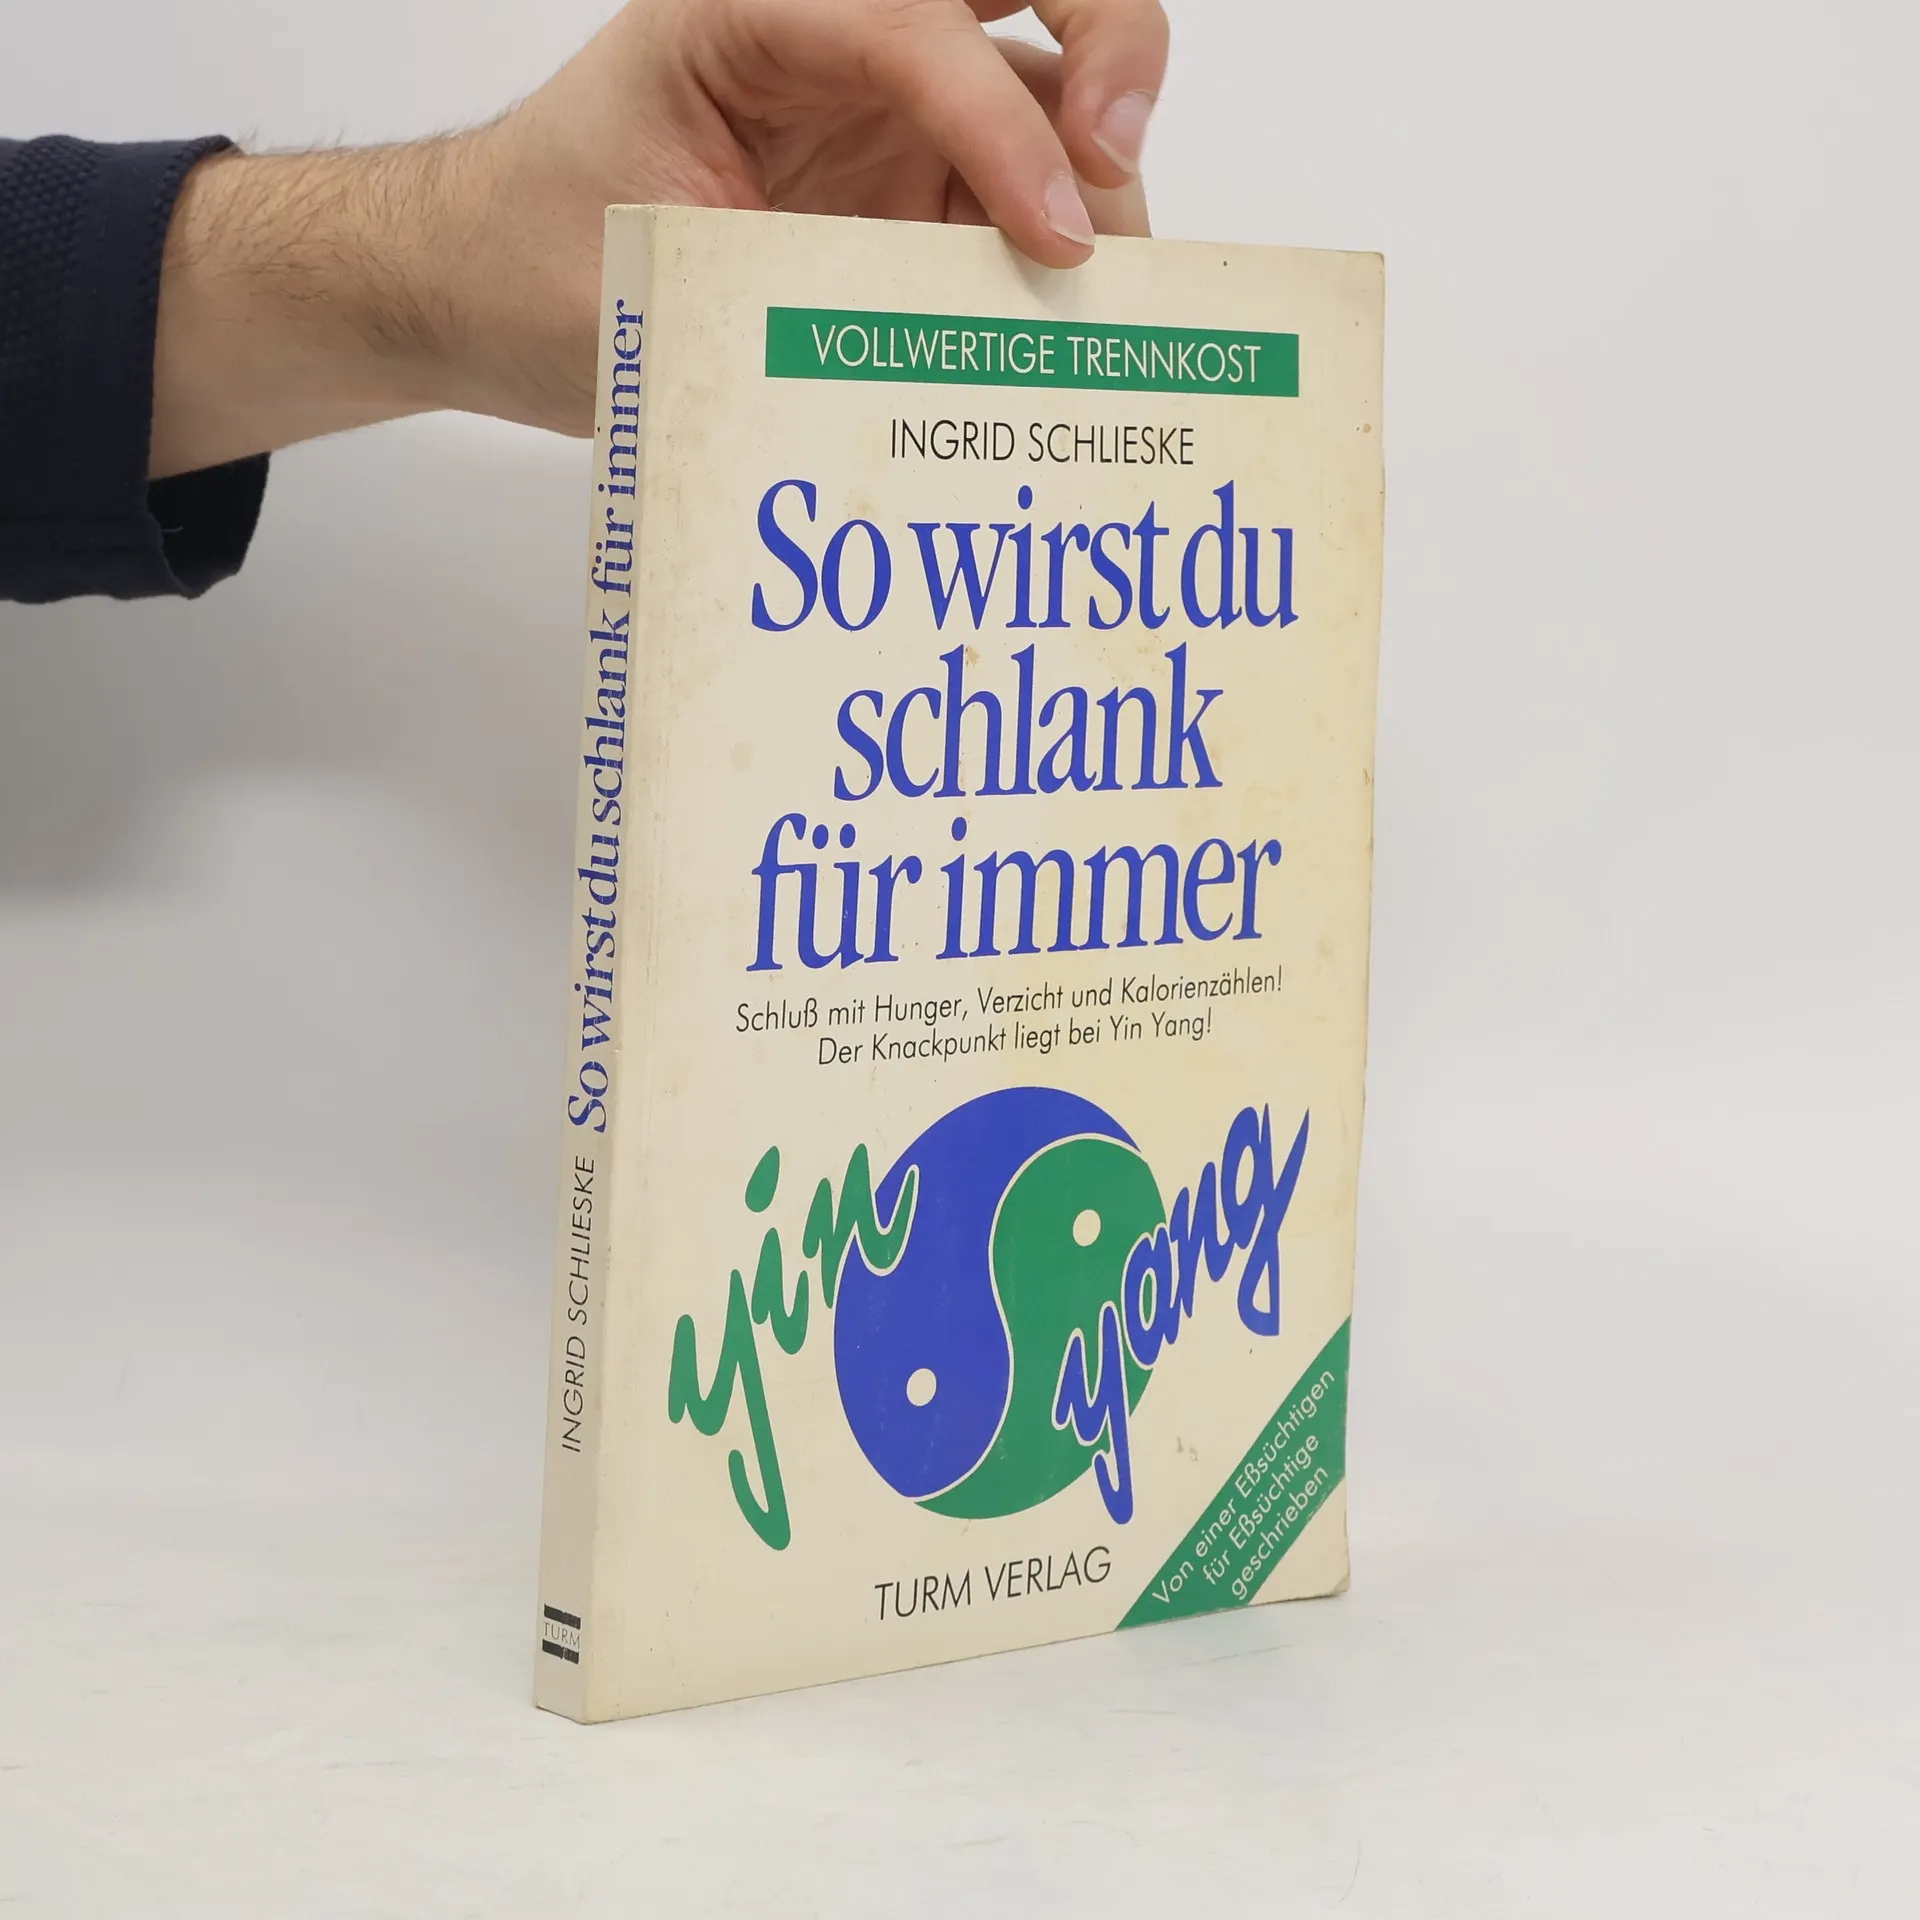 VOLLWERTIGE TRENNKOST
INGRID SCHLIESKE
So wirst du
schlank
für immer
Schluß mit Hunger, Verzicht und Kalorienzählen!
Der Knackpunkt liegt bei Yin Yang!
yin
yang
Von einer Eßsüchtigen
für Eßsüchtige
geschrieben
TURM VERLAG
INGRID SCHLIESKE So wirst du schlank für immer
TURM